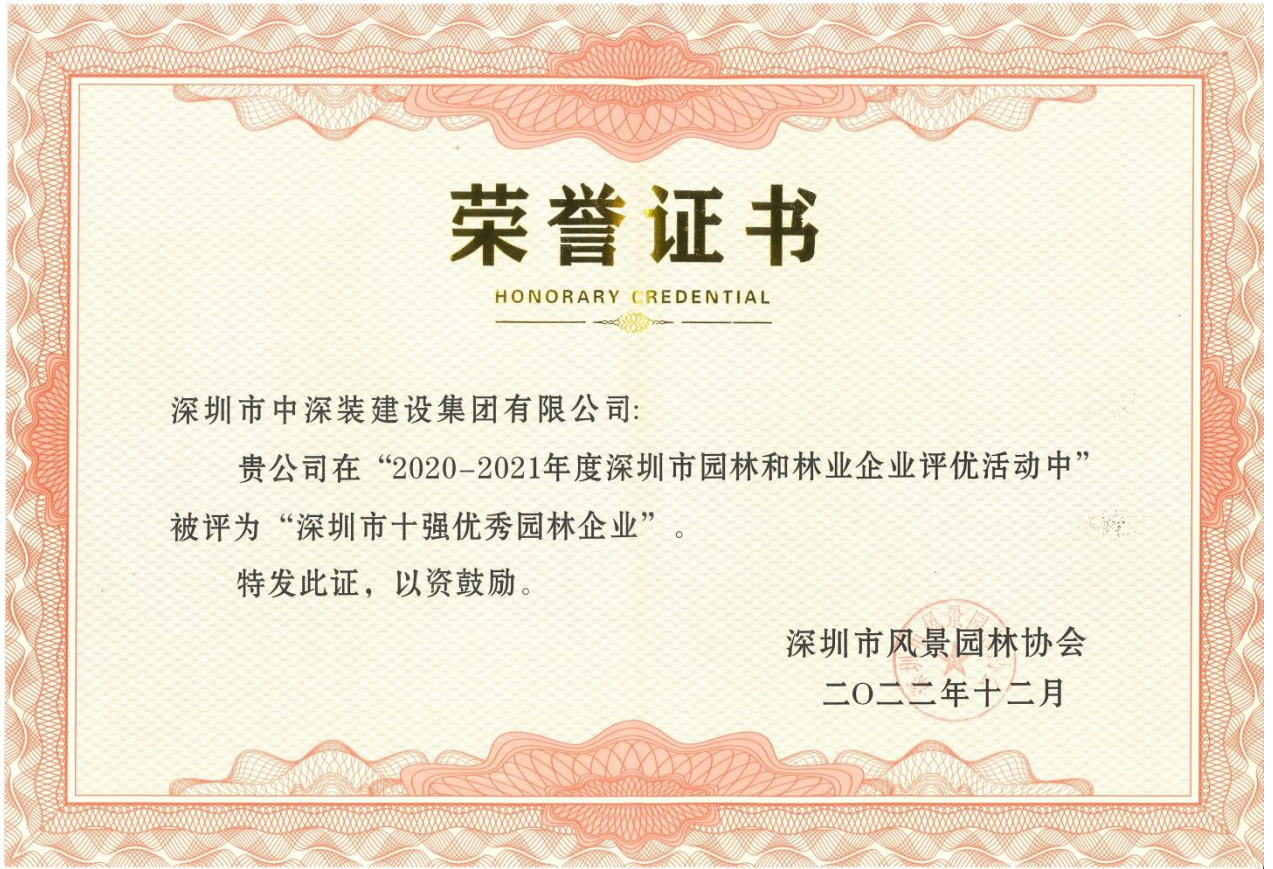 荣誉证书
HONORARY CREDENTIAL
深圳市中深装建设集团有限公司:
贵公司在“2020-2021年度深圳市园林和林业企业评优活动中”
被评为“深圳市十强优秀园林企业”。
特发此证，以资鼓励。
深圳市风景园林协会
二〇二二年十二月